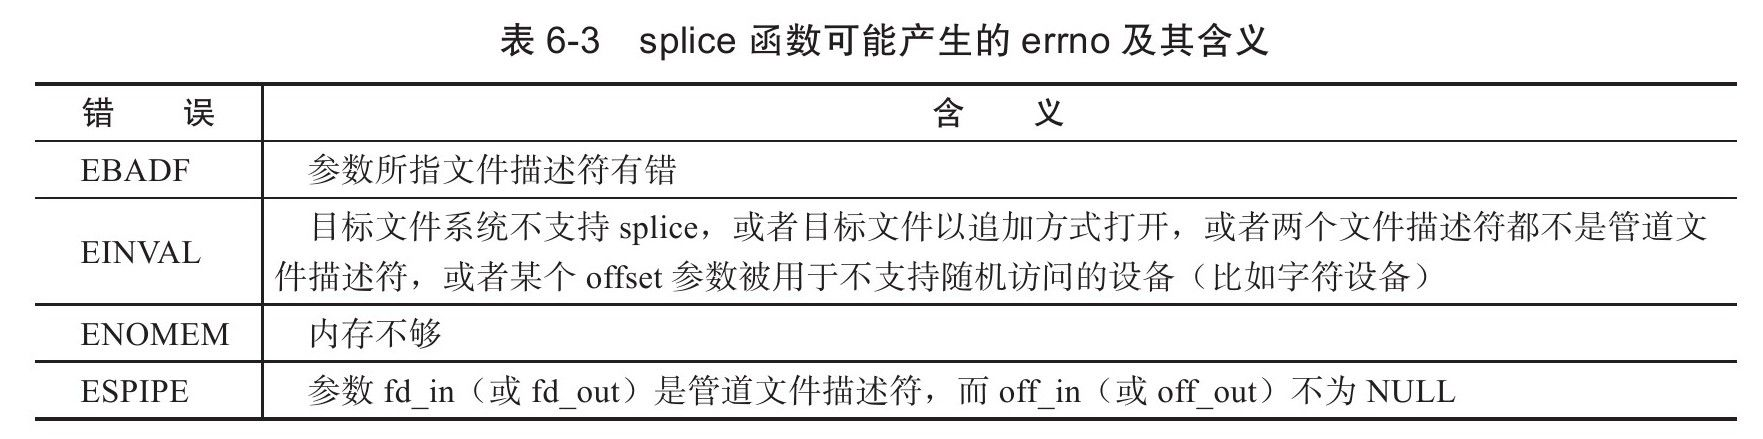 表 6-3 splice 函数可能产生的 errno 及其含义
错 误 含 义
EBADF 参数所指文件描述符有错
EINVAL 目标文件系统不支持 splice，或者目标文件以追加方式打开，或者两个文件描述符都不是管道文
件描述符，或者某个 offset 参数被用于不支持随机访问的设备（比如字符设备）
ENOMEM 内存不够
ESPIPE 参数 fd_in（或 fd_out）是管道文件描述符，而 off_in（或 off_out）不为 NULL